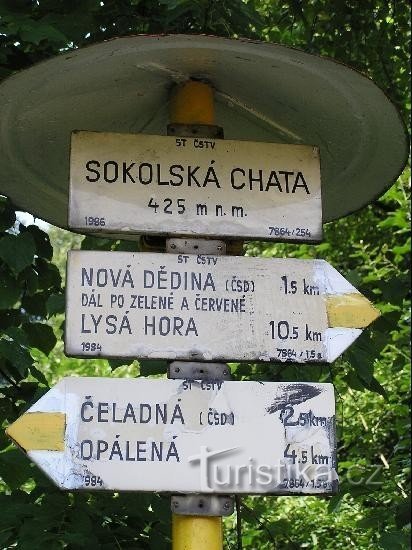 ST ČSTV
SOKOLSKÁ CHATA
425 m n. m.
1986 7864/254
ST ČSTV
NOVÁ DĚDINA (ČSD) 1.5 KM
DÁL PO ZELENÉ A ČERVENÉ
LYSÁ HORA 10.5 KM
1984 7864/1.5
ST ČSTV
ČELADNÁ (ČSD) 2.5 KM
OPÁLENÁ 4.5 KM
1984
Turistika.cz